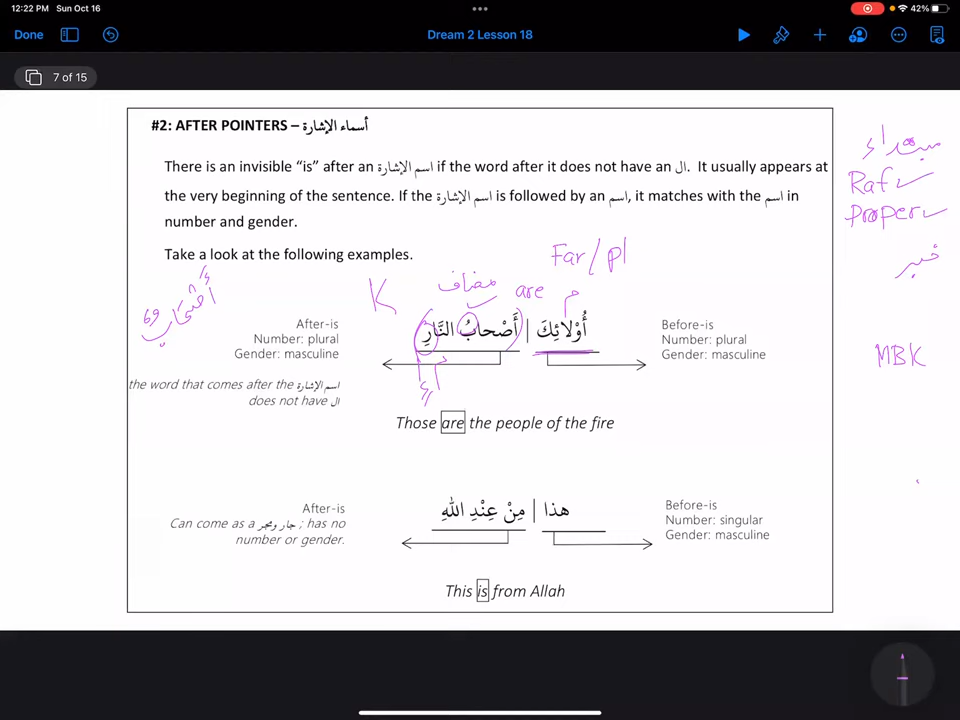 12:22 PM Sun Oct 16
42%
Done
Dream 2 Lesson 18
7 of 15
#2: AFTER POINTERS – أسماء الإشارة
There is an invisible “is” after an اسم الإشارة if the word after it does not have an ال. It usually appears at
the very beginning of the sentence. If the اسم الإشارة is followed by an اسم, it matches with the اسم in
number and gender.
Take a look at the following examples.
Far/pl
مبتداء
Raf
Proper
خبر
MBK
K
مضاف
are
م
أصحاب
أُوْلائِكَ | أَصْحابُ النَّارِ
After-is
Number: plural
Gender: masculine
the word that comes after the اسم الإشارة
does not have ال
Before-is
Number: plural
Gender: masculine
Those are the people of the fire
هذا | مِنْ عِنْدِ اللهِ
After-is
Can come as a جار ومجر ; has no
number or gender.
Before-is
Number: singular
Gender: masculine
This is from Allah